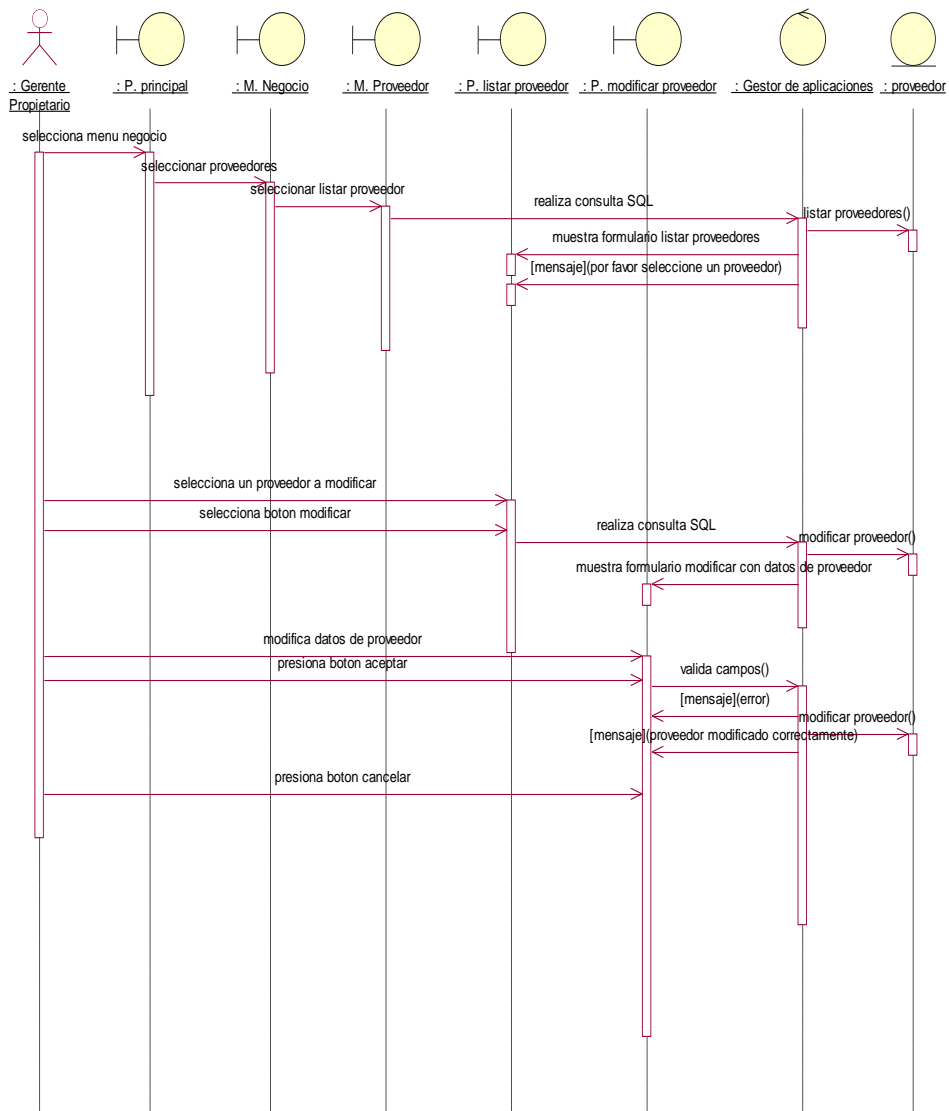 : Gerente
Propietario
: P. principal
: M. Negocio
: M. Proveedor
: P. listar proveedor
: P. modificar proveedor
: Gestor de aplicaciones
: proveedor
selecciona menu negocio
seleccionar proveedores
seleccionar listar proveedor
realiza consulta SQL
listar proveedores()
muestra formulario listar proveedores
[mensaje](por favor seleccione un proveedor)
selecciona un proveedor a modificar
selecciona boton modificar
realiza consulta SQL
modificar proveedor()
muestra formulario modificar con datos de proveedor
modifica datos de proveedor
presiona boton aceptar
valida campos()
[mensaje](error)
modificar proveedor()
[mensaje](proveedor modificado correctamente)
presiona boton cancelar